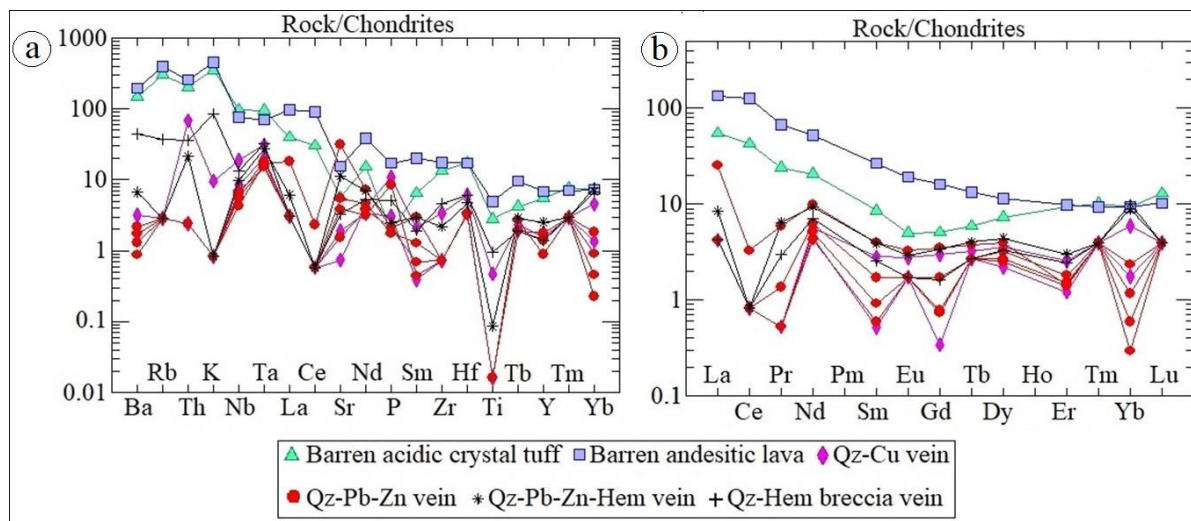 a
Rock/Chondrites
1000
100
10
1
0.1
0.01
Rb K Ta Ce Nd Sm Hf Tb Tm
Ba Th Nb La Sr P Zr Ti Y Yb
b
Rock/Chondrites
100
10
1
0.1
La Pr Pm Eu Tb Ho Tm Lu
Ce Nd Sm Gd Dy Er Yb
Barren acidic crystal tuff Barren andesitic lava Qz-Cu vein
Qz-Pb-Zn vein Qz-Pb-Zn-Hem vein Qz-Hem breccia vein